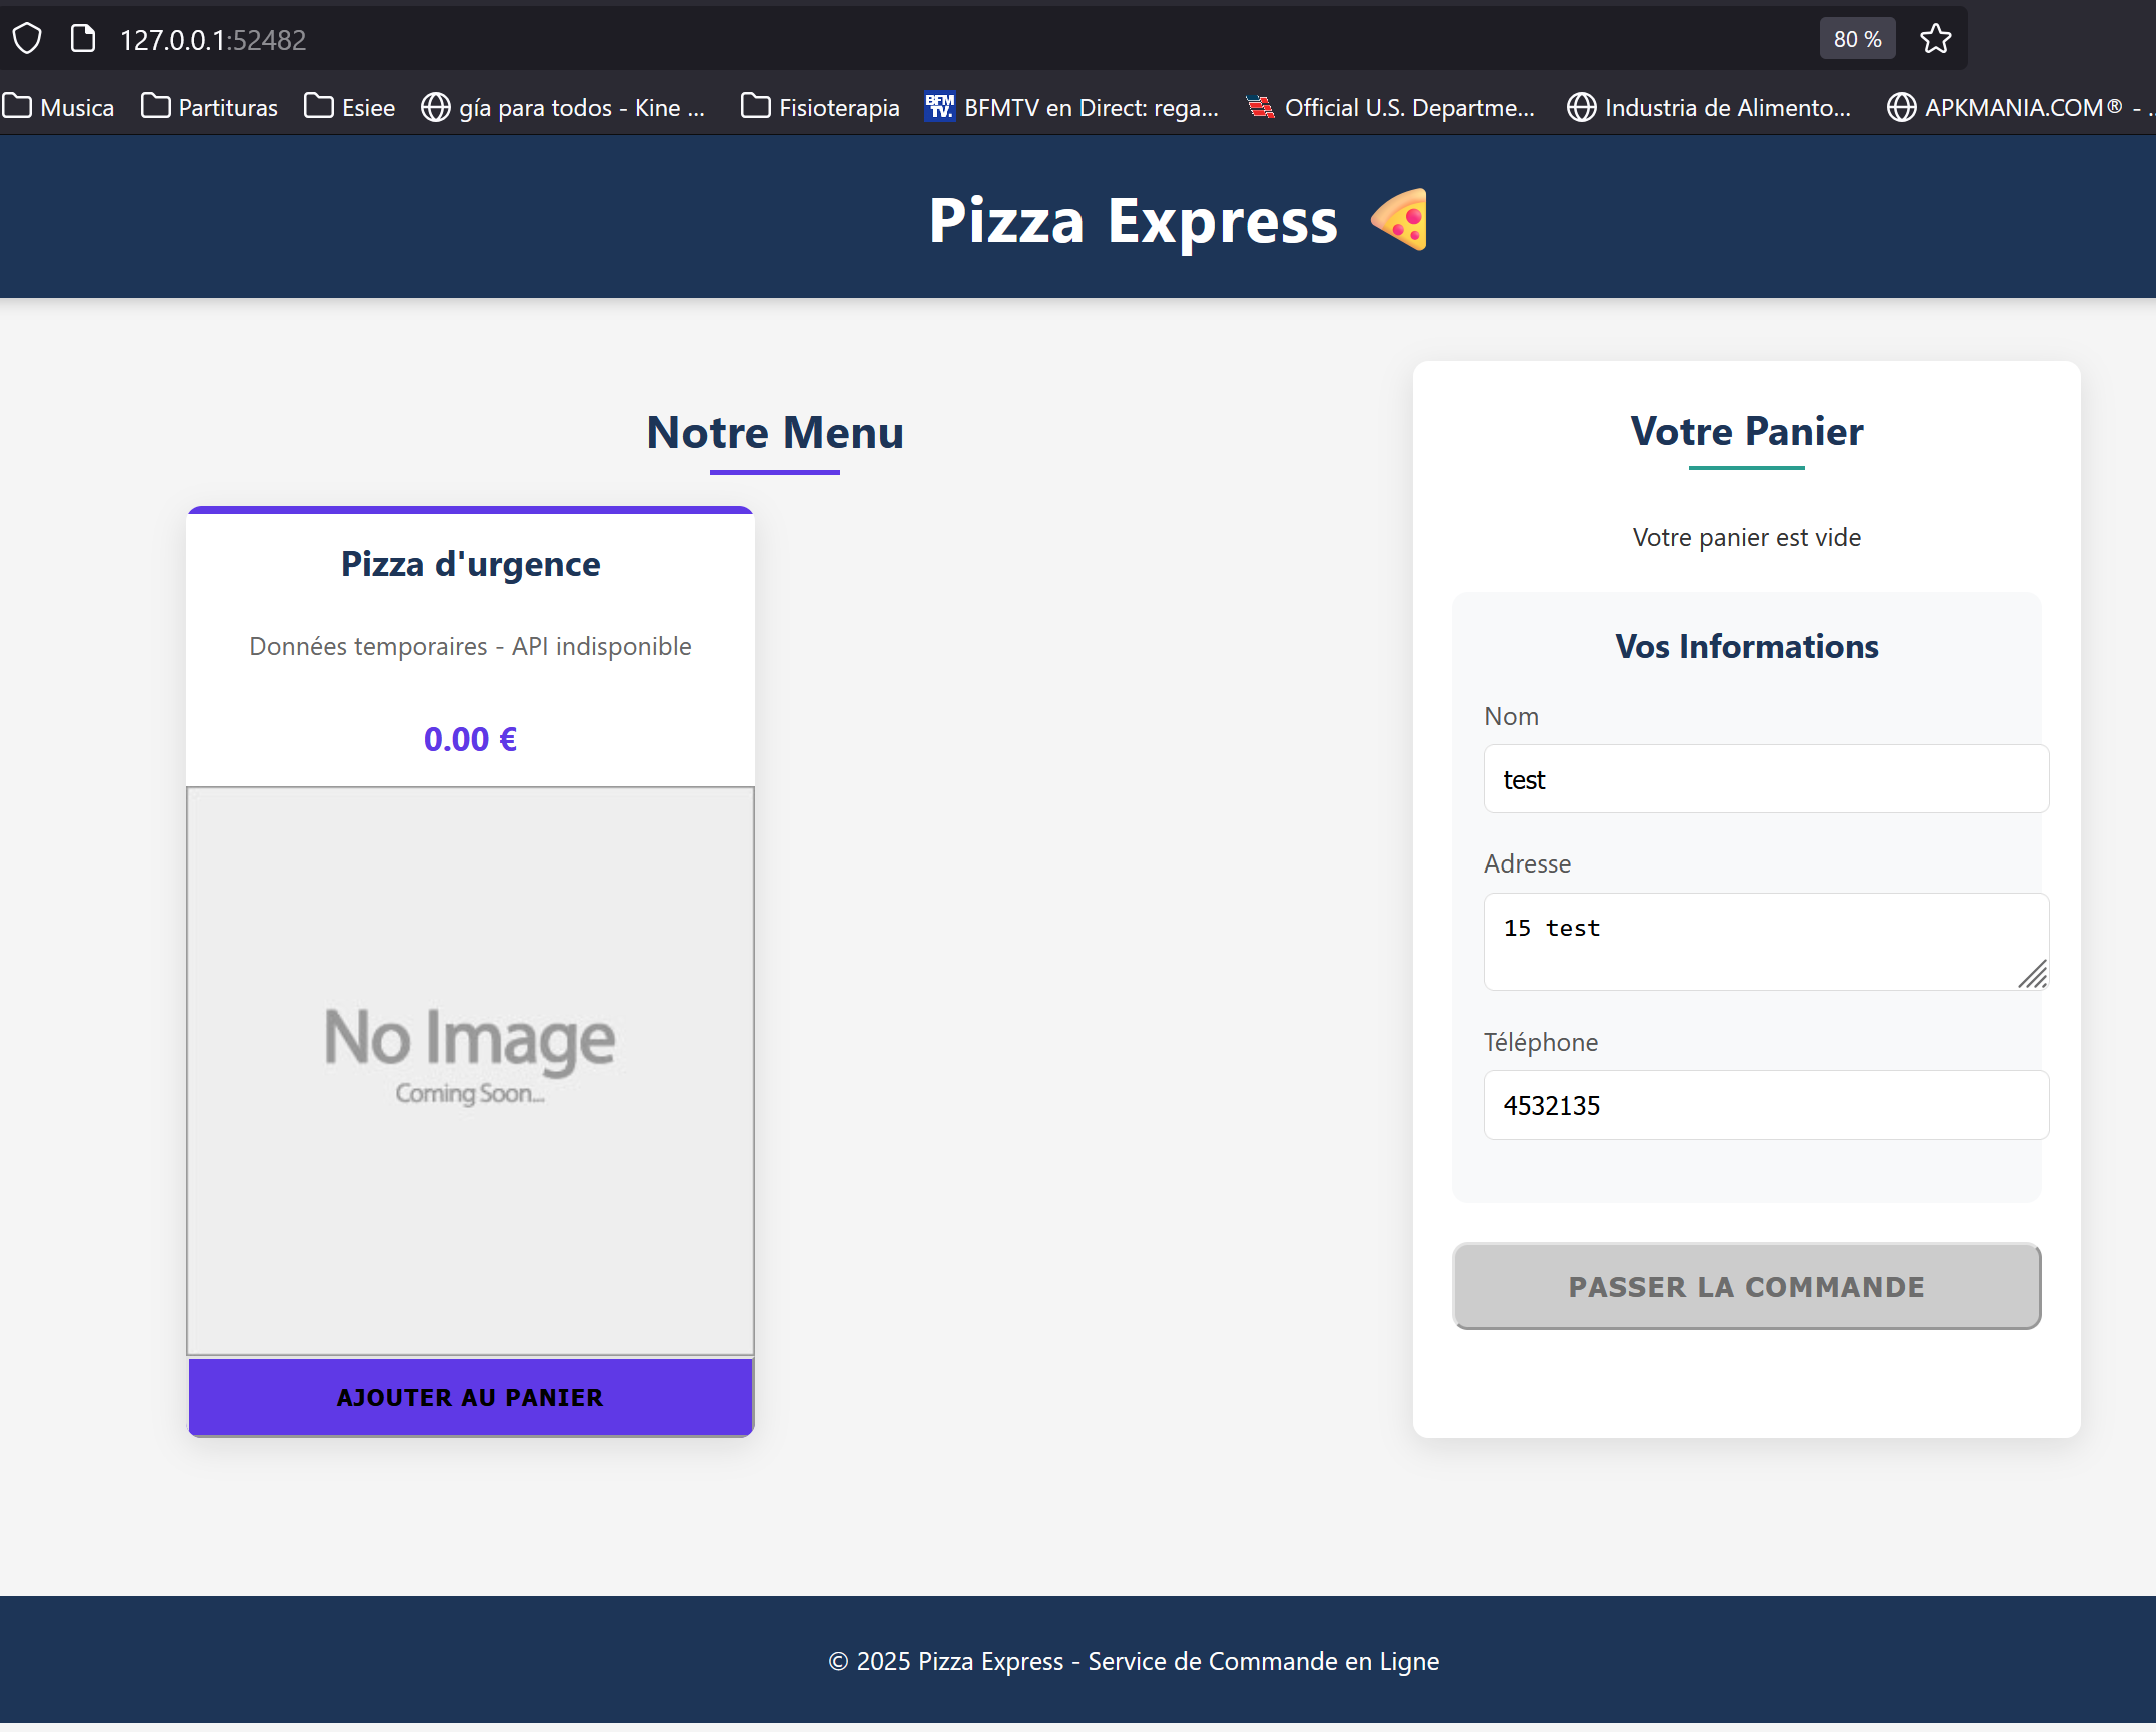 127.0.0.1:52482
80 %
Musica
Partituras
Esiee
gía para todos - Kine ...
Fisioterapia
BFM TV.
BFMTV en Direct: rega...
Official U.S. Departme...
Industria de Alimento...
APKMANIA.COM® - ...
Pizza Express
Notre Menu
Pizza d'urgence
Données temporaires - API indisponible
0.00 €
No Image
Coming Soon...
AJOUTER AU PANIER
Votre Panier
Votre panier est vide
Vos Informations
Nom
test
Adresse
15 test
Téléphone
4532135
PASSER LA COMMANDE
© 2025 Pizza Express - Service de Commande en Ligne